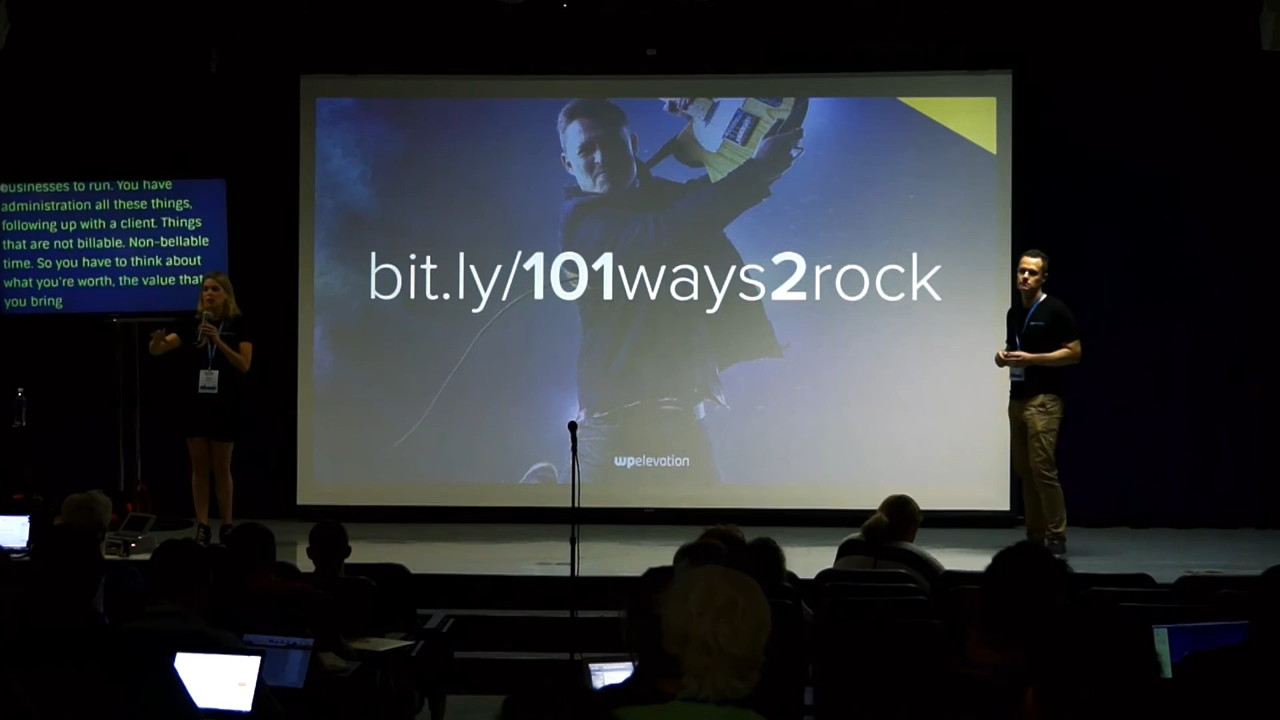 businesses to run. You have
administration all these things,
following up with a client. Things
that are not billable. Non-bellable
time. So you have to think about
what you're worth, the value that
you bring
bit.ly/101ways2rock
wpelevation